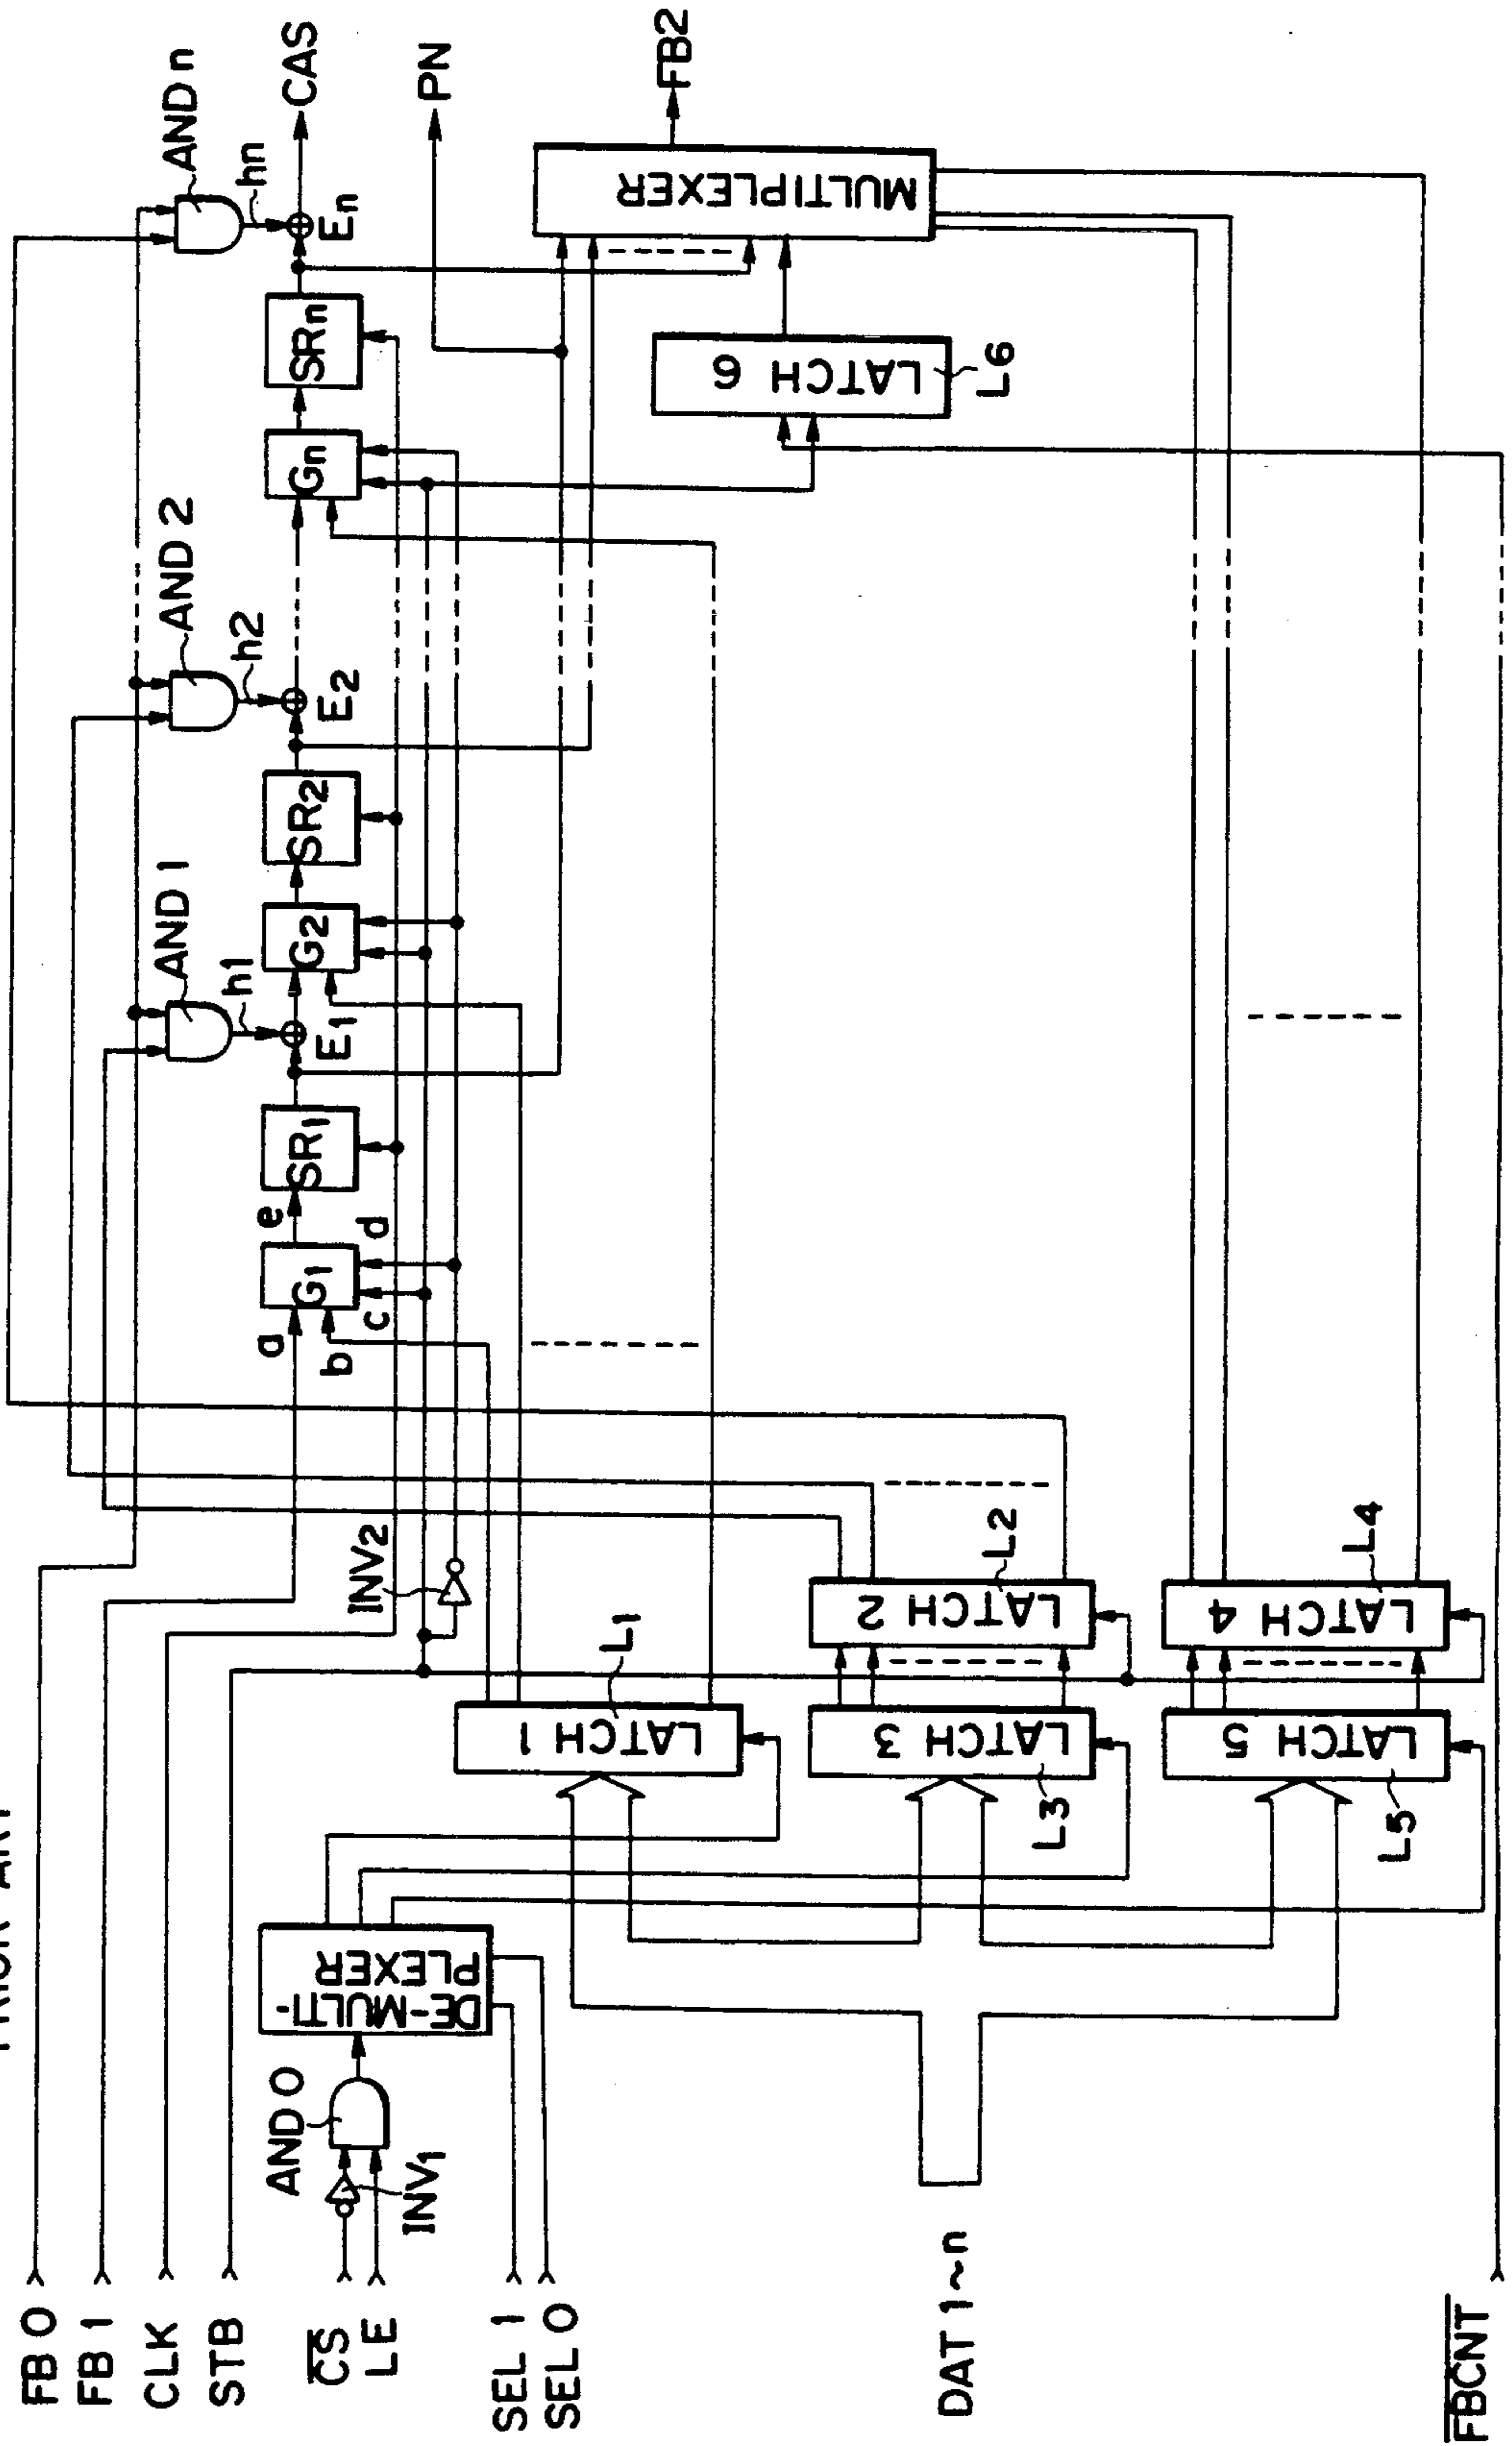 PRIOR ART
FB 0
FB 1
CLK
STB
C̅S̅
LE
SEL 1
SEL 0
DAT 1~n
F̅B̅C̅N̅T̅
AND 0
INV1
DE-MULTI-
PLEXER
INV2
LATCH 1
L1
LATCH 3
L3
LATCH 5
L5
LATCH 2
L2
LATCH 4
L4
a
b
c
d
e
G1
SR1
E1
h1
AND 1
G2
SR2
E2
h2
AND 2
Gn
SRn
En
hn
AND n
LATCH 6
L6
MULTIPLEXER
CAS
PN
FB2